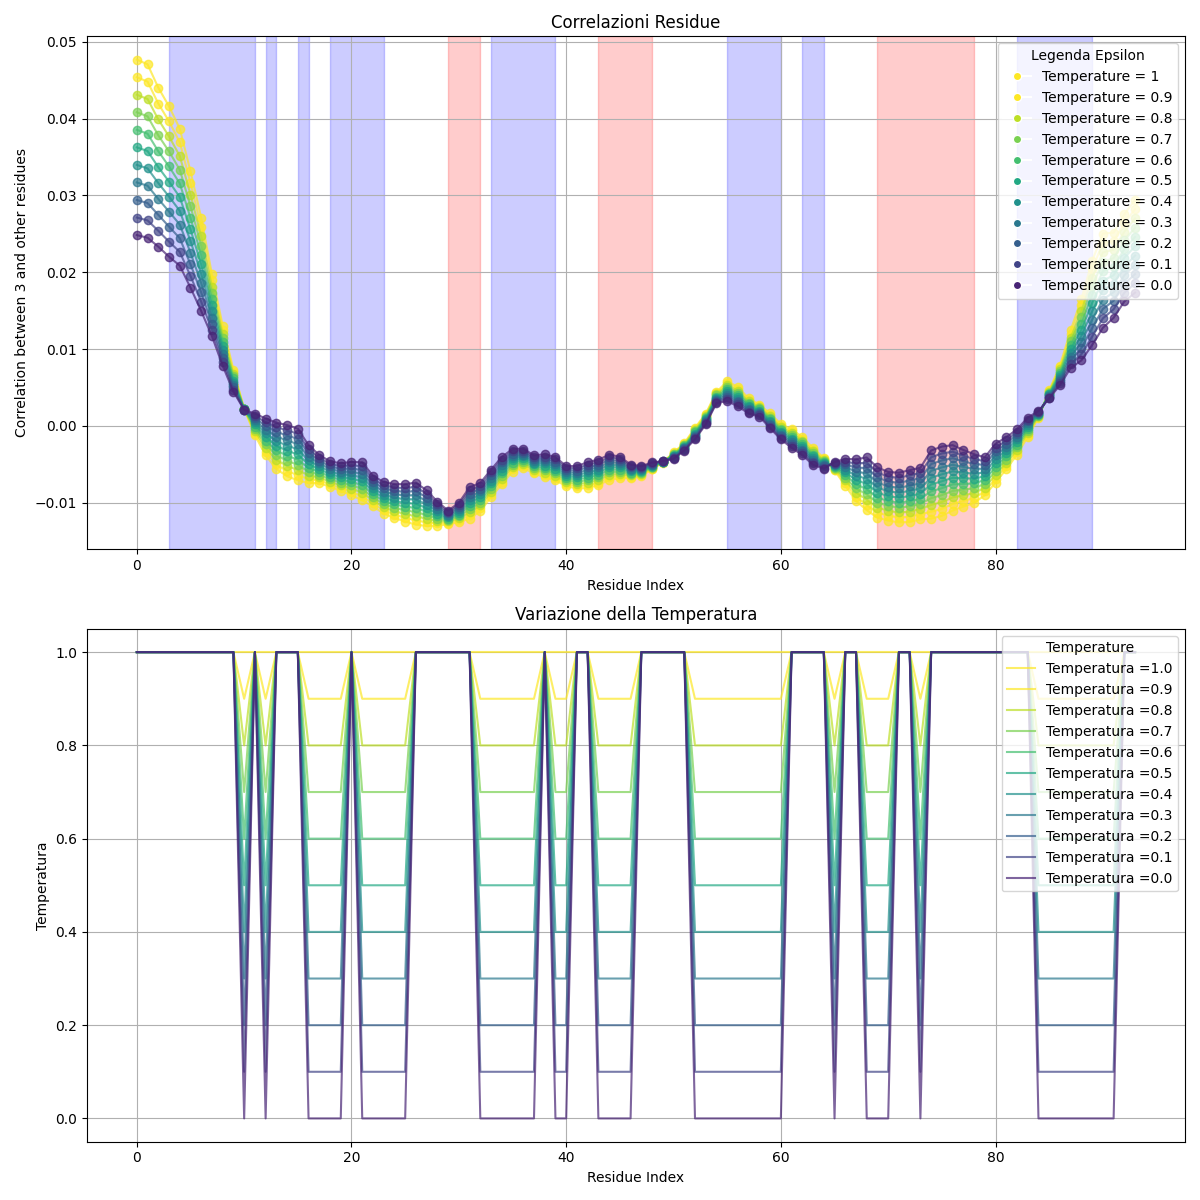 Correlazioni Residue
Correlation between 3 and other residues
0.05
0.04
0.03
0.02
0.01
0.00
−0.01
Legenda Epsilon
Temperature = 1
Temperature = 0.9
Temperature = 0.8
Temperature = 0.7
Temperature = 0.6
Temperature = 0.5
Temperature = 0.4
Temperature = 0.3
Temperature = 0.2
Temperature = 0.1
Temperature = 0.0
0 20 40 60 80
Residue Index
Variazione della Temperatura
Temperatura
1.0
0.8
0.6
0.4
0.2
0.0
Temperature
Temperatura =1.0
Temperatura =0.9
Temperatura =0.8
Temperatura =0.7
Temperatura =0.6
Temperatura =0.5
Temperatura =0.4
Temperatura =0.3
Temperatura =0.2
Temperatura =0.1
Temperatura =0.0
0 20 40 60 80
Residue Index